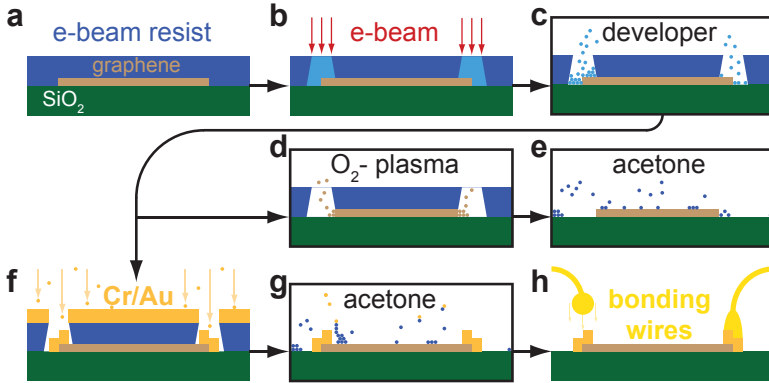 a
e-beam resist
graphene
SiO₂
b
e-beam
c
developer
d
O₂- plasma
e
acetone
f
Cr/Au
g
acetone
h
bonding
wires